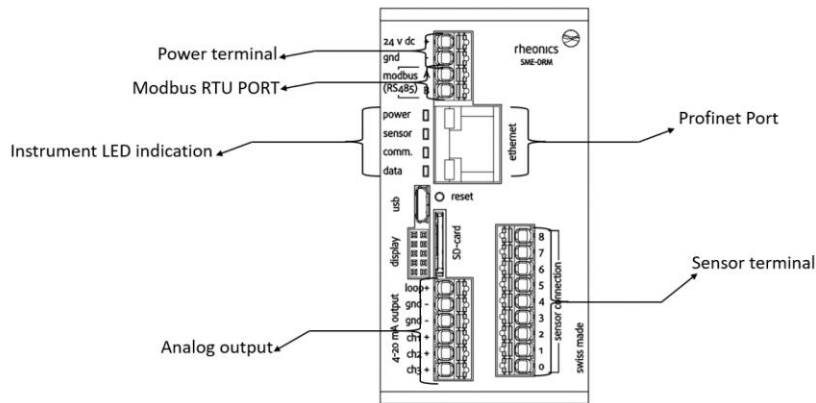 24 v dc +
gnd -
modbus A
(RS485) B
rheonics
SME-DRM
Power terminal
Modbus RTU PORT
Instrument LED indication
power
sensor
comm.
data
ethernet
Profinet Port
usb
reset
display
SD-card
Sensor terminal
8
7
6
5
4
3
2
1
0
sensor connection
swiss made
Analog output
4-20 mA output
loop+
gnd -
gnd -
ch1 +
ch2 +
ch3 +